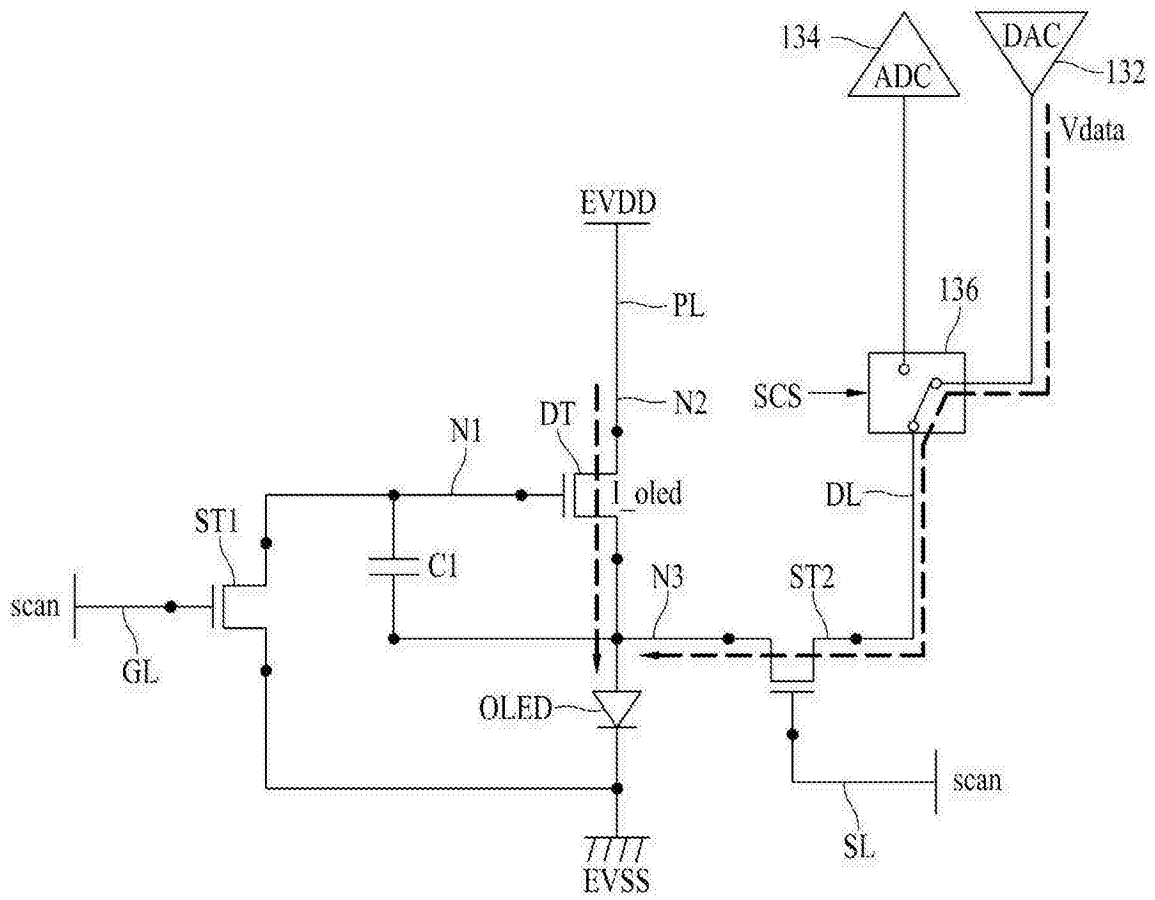 134
ADC
DAC
132
Vdata
EVDD
136
PL
SCS
N2
DT
N1
I_oled
DL
ST1
C1
N3
ST2
scan
GL
OLED
scan
SL
EVSS